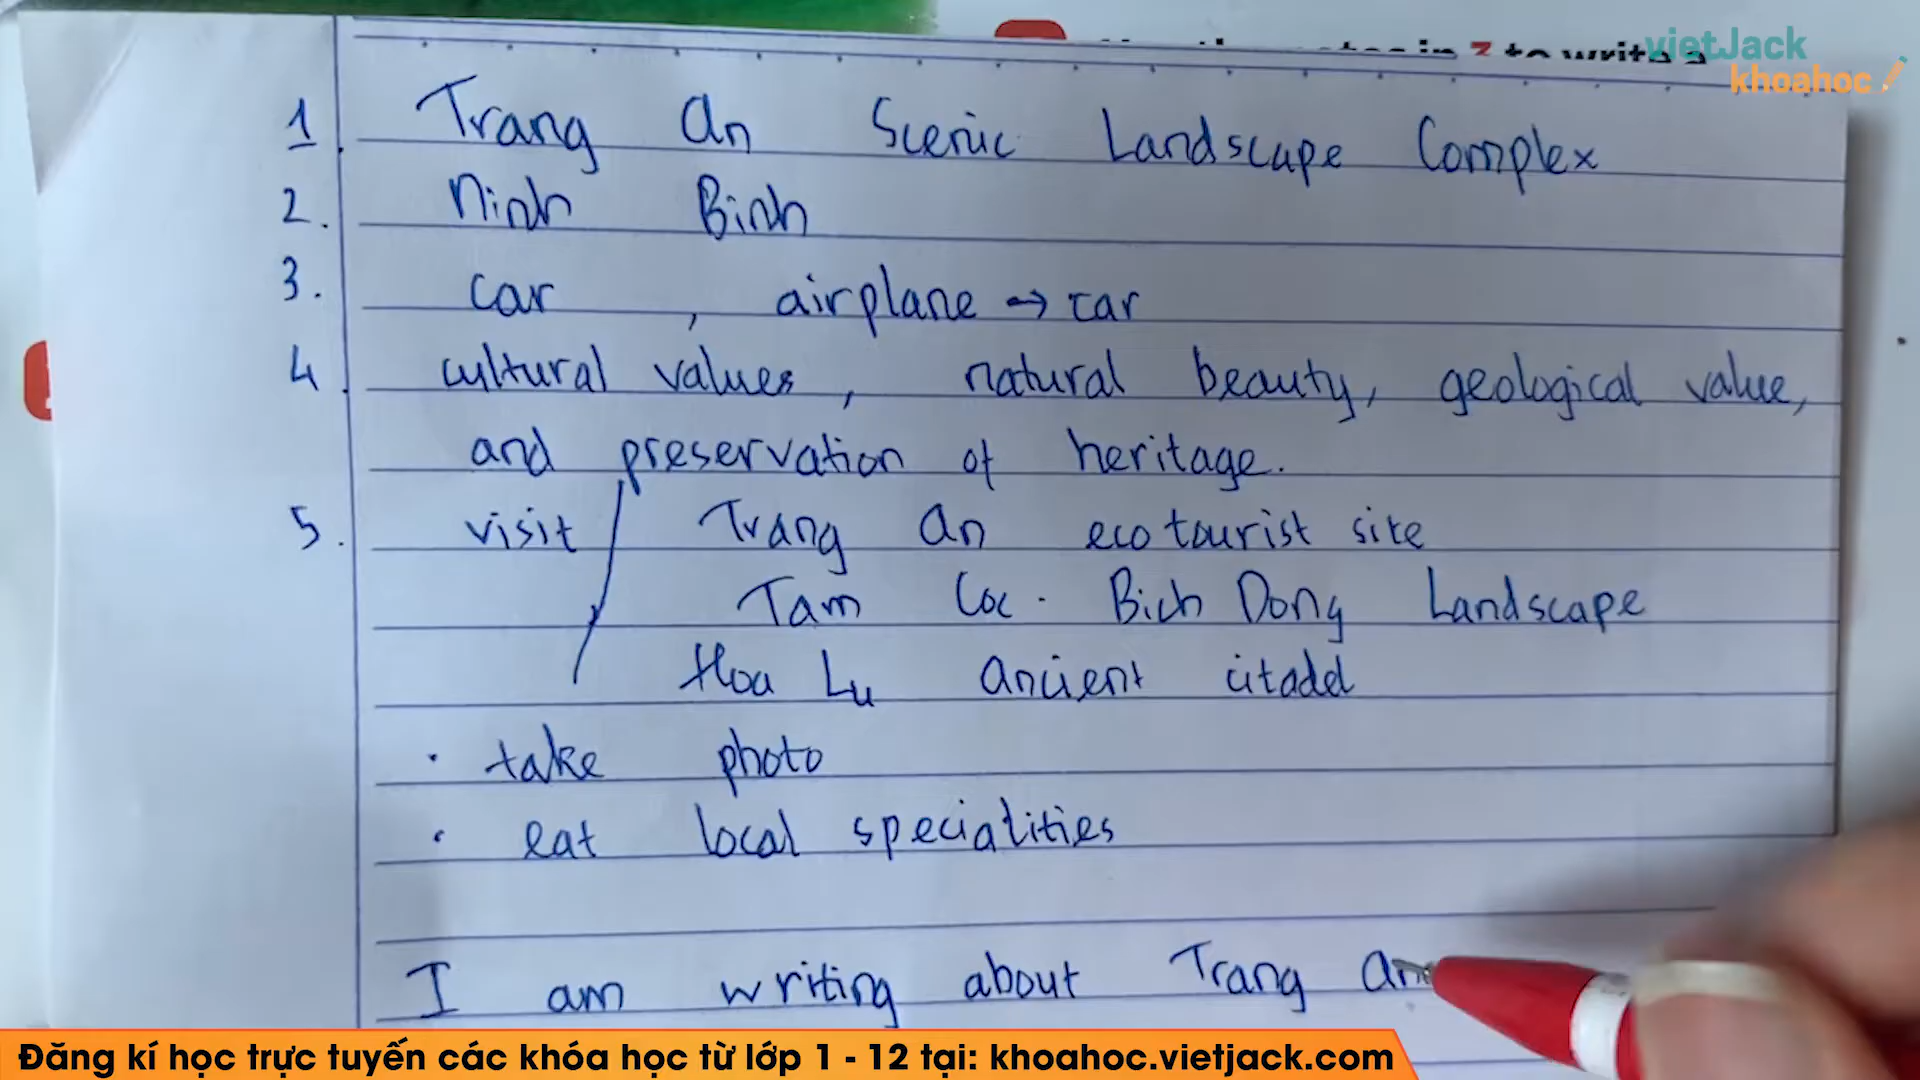 vietJack
khoahoc
1. Trang An Scenic Landscape Complex
2. Ninh Binh
3. car, airplane → car
4. cultural values, natural beauty, geological value,
and preservation of heritage.
5. visit / Trang An ecotourist site
Tam Coc - Bich Dong Landscape
Hoa Lu Ancient citadel
· take photo
· eat local specialities
I am writing about Trang An
Đăng kí học trực tuyến các khóa học từ lớp 1 - 12 tại: khoahoc.vietjack.com